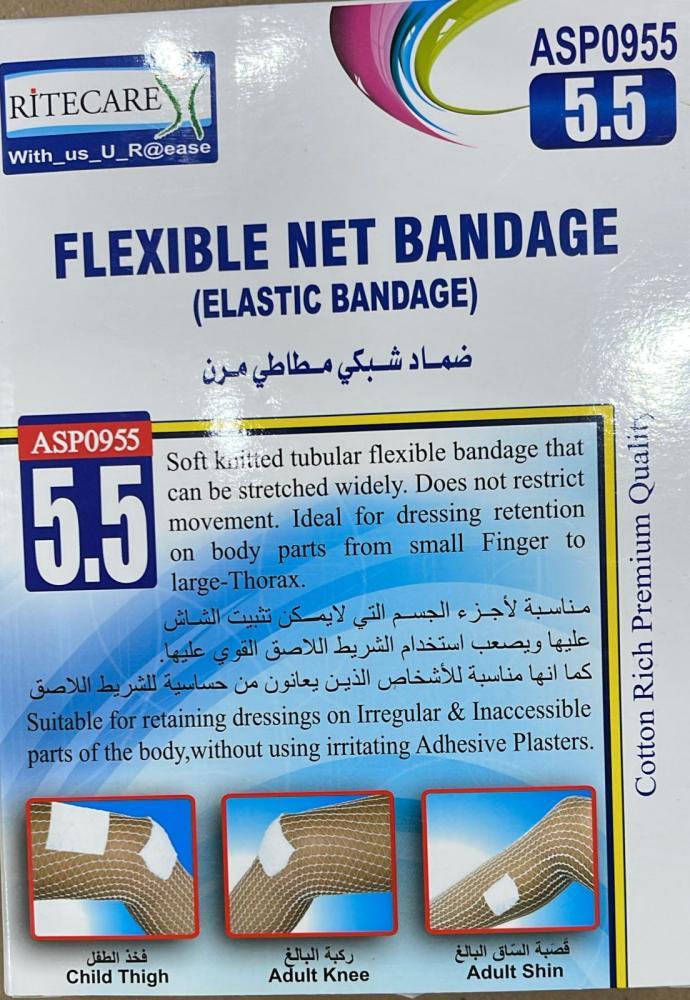 RiTECARE
With_us_U_R@ease
ASP0955
5.5
FLEXIBLE NET BANDAGE
(ELASTIC BANDAGE)
ضماد شبكي مطاطي مرن
ASP0955
5.5
Soft knitted tubular flexible bandage that
can be stretched widely. Does not restrict
movement. Ideal for dressing retention
on body parts from small Finger to
large-Thorax.
مناسبة لأجزء الجسم التي لايمكن تثبيت الشاش
عليها ويصعب استخدام الشريط اللاصق القوي عليها.
كما انها مناسبة للأشخاص الذين يعانون من حساسية للشريط اللاصق
Suitable for retaining dressings on Irregular & Inaccessible
parts of the body,without using irritating Adhesive Plasters.
Cotton Rich Premium Quality
فخذ الطفل
Child Thigh
ركبة البالغ
Adult Knee
قصبة الساق البالغ
Adult Shin